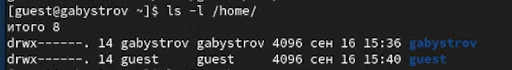 [guest@gabystrov ~]$ ls -l /home/
итого 8
drwx------. 14 gabystrov gabystrov 4096 сен 16 15:36 gabystrov
drwx------. 14 guest     guest     4096 сен 16 15:40 guest